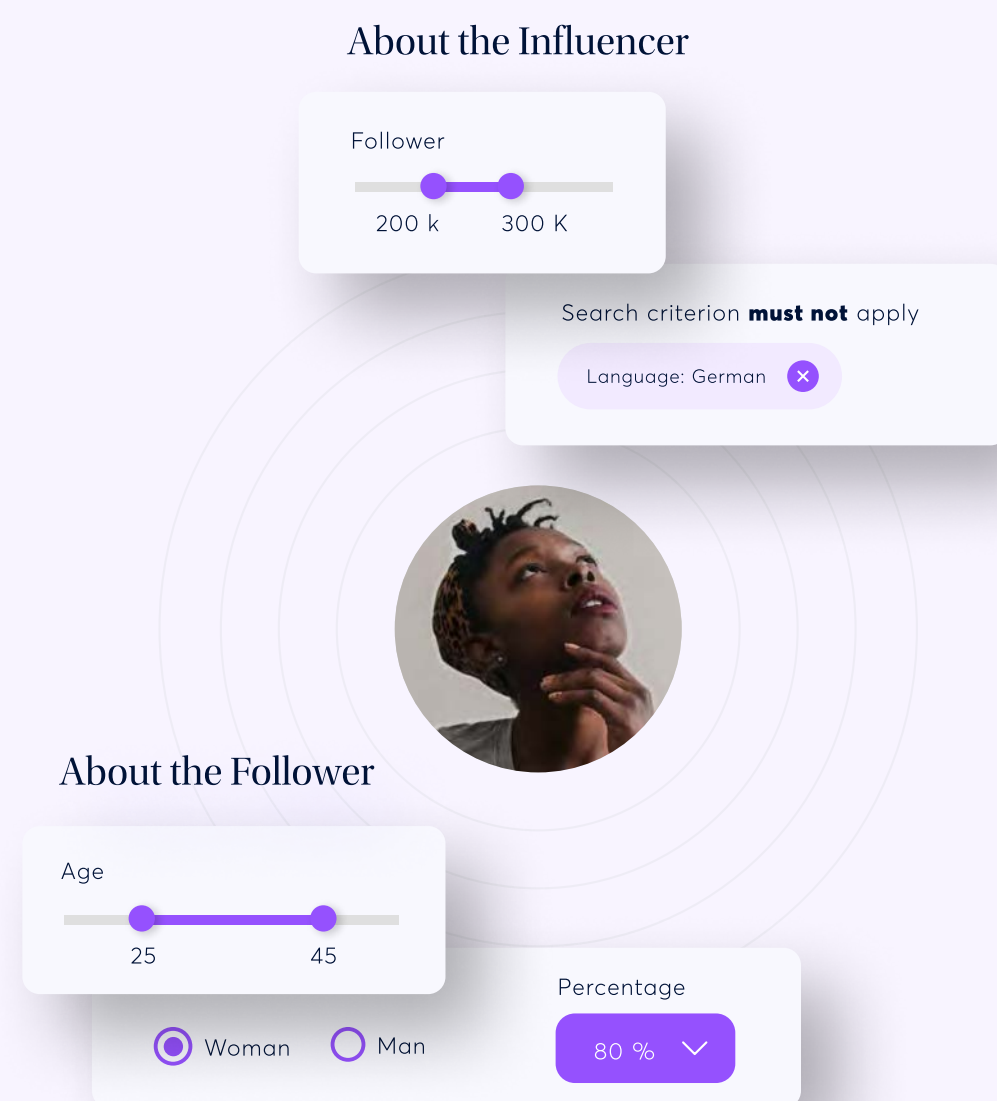 About the Influencer
Follower
200 k 300 K
Search criterion must not apply
Language: German
About the Follower
Age
25 45
Percentage
Woman Man 80 %